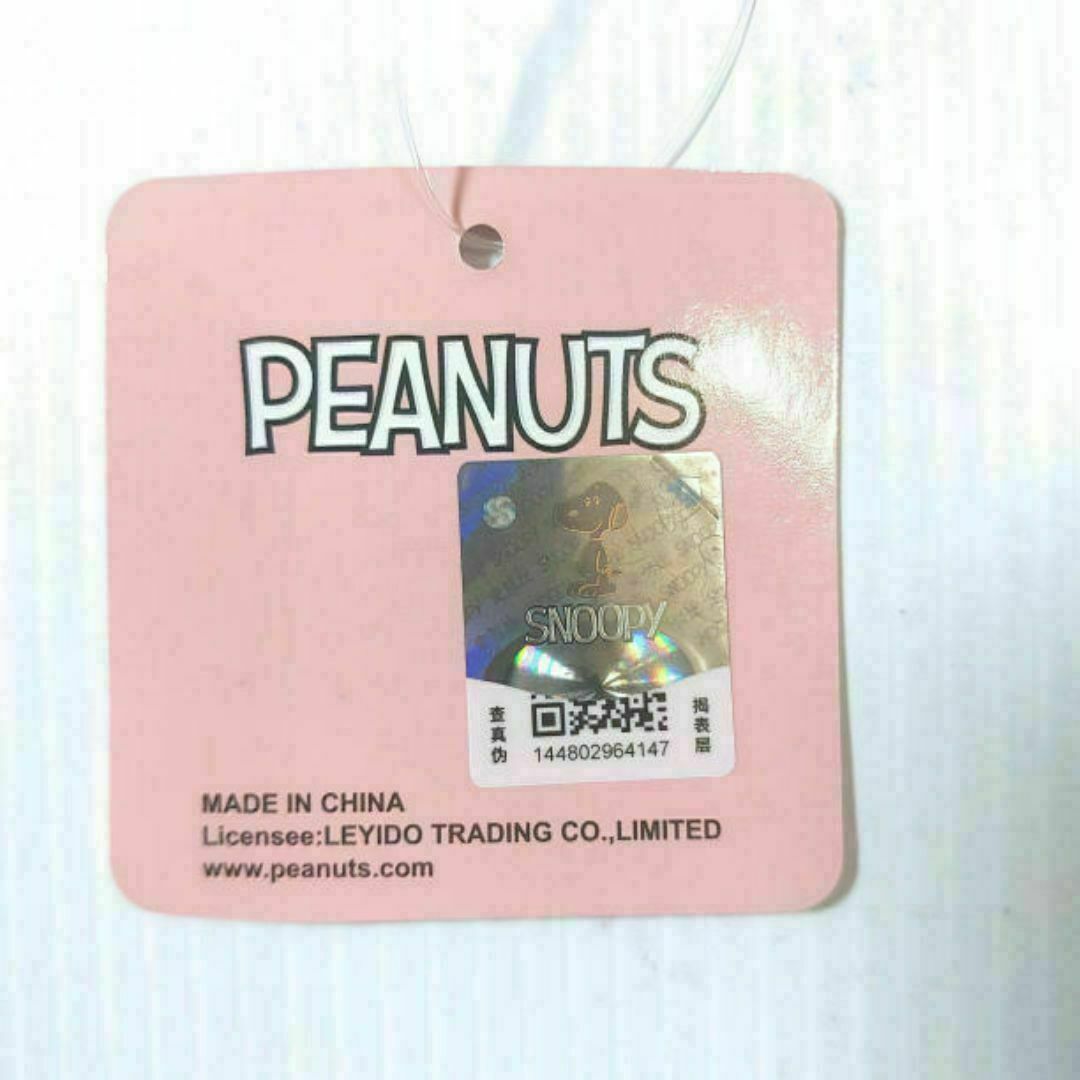 PEANUTS
SNOOPY
查真伪
144802964147
揭表层
MADE IN CHINA
Licensee:LEYIDO TRADING CO.,LIMITED
www.peanuts.com